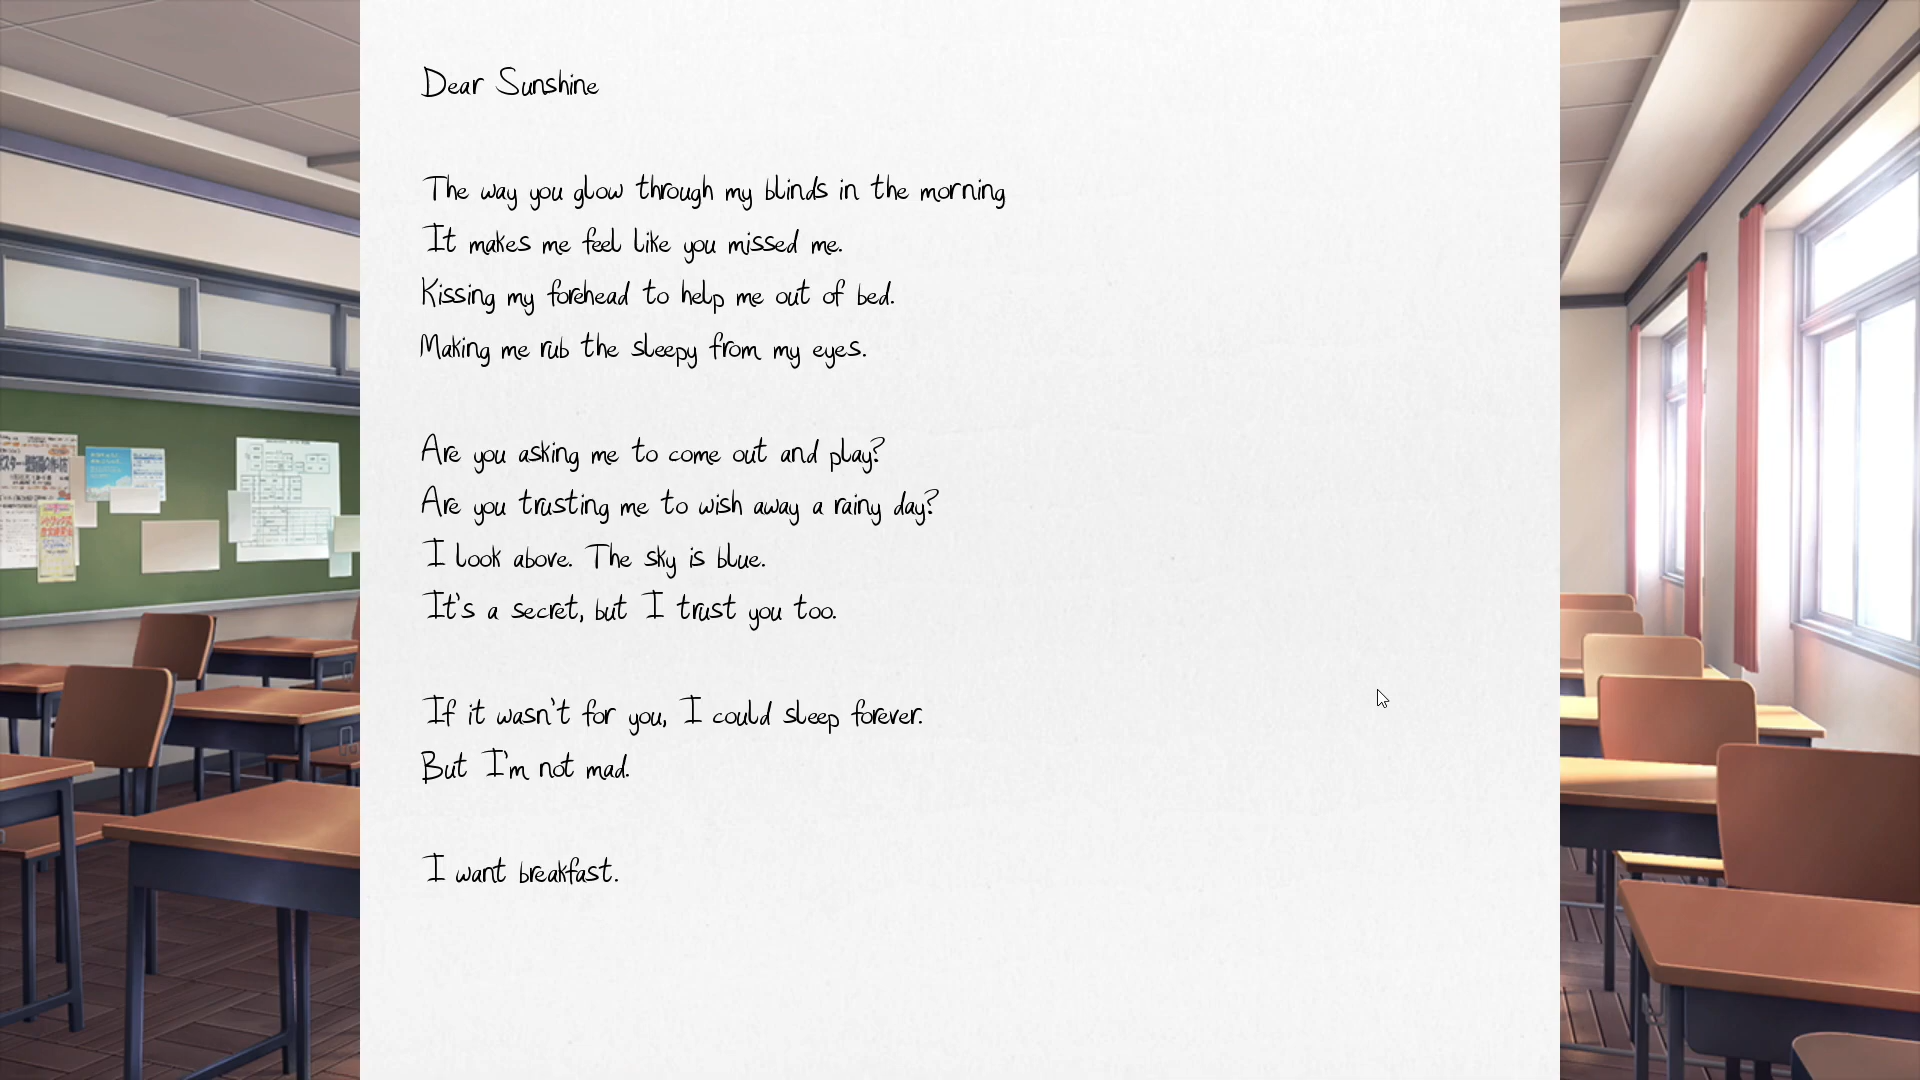 Dear Sunshine
The way you glow through my blinds in the morning
It makes me feel like you missed me.
Kissing my forehead to help me out of bed.
Making me rub the sleepy from my eyes.
Are you asking me to come out and play?
Are you trusting me to wish away a rainy day?
I look above. The sky is blue.
It's a secret, but I trust you too.
If it wasn't for you, I could sleep forever.
But I'm not mad.
I want breakfast.